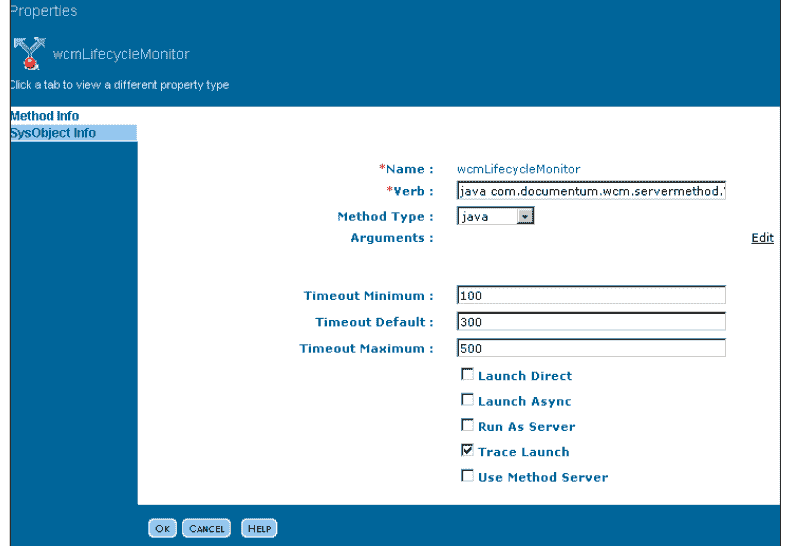 Properties
wcmLifecycleMonitor
Click a tab to view a different property type
Method Info
SysObject Info
*Name : wcmLifecycleMonitor
*Verb : java com.documentum.wcm.servermethod.
Method Type : java
Arguments : Edit
Timeout Minimum : 100
Timeout Default : 300
Timeout Maximum : 500
Launch Direct
Launch Async
Run As Server
Trace Launch
Use Method Server
OK CANCEL HELP